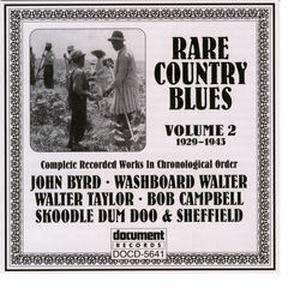 RARE
COUNTRY
BLUES
VOLUME 2
1929-1943
Complete Recorded Works in Chronological Order
JOHN BYRD · WASHBOARD WALTER
WALTER TAYLOR · BOB CAMPBELL
SKOODLE DUM DOO & SHEFFIELD
document
RECORDS
DOCD-5641